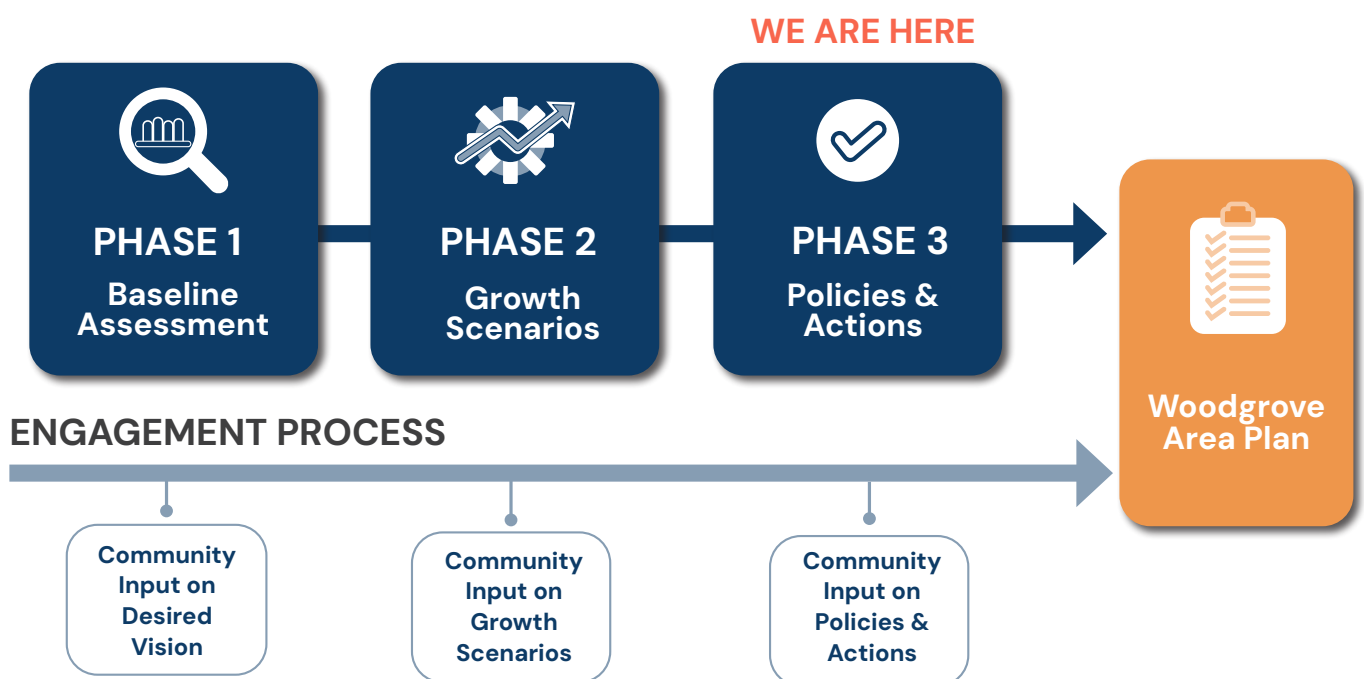 WE ARE HERE
PHASE 1
Baseline
Assessment
PHASE 2
Growth
Scenarios
PHASE 3
Policies &
Actions
Woodgrove
Area Plan
ENGAGEMENT PROCESS
Community
Input on
Desired
Vision
Community
Input on
Growth
Scenarios
Community
Input on
Policies &
Actions